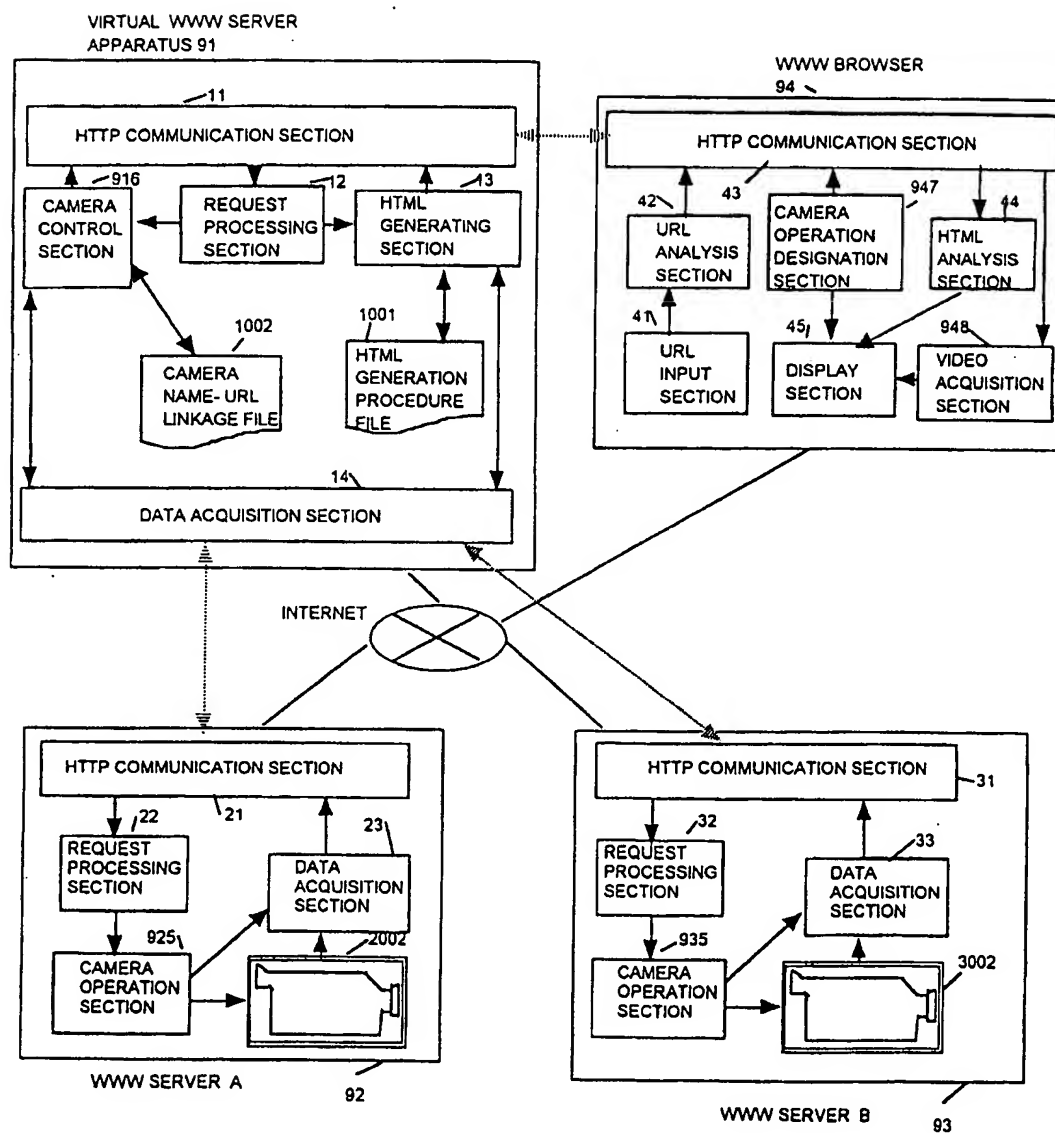 VIRTUAL WWW SERVER
APPARATUS 91
11
HTTP COMMUNICATION SECTION
916
CAMERA
CONTROL
SECTION
12
REQUEST
PROCESSING
SECTION
13
HTML
GENERATING
SECTION
1002
CAMERA
NAME- URL
LINKAGE FILE
1001
HTML
GENERATION
PROCEDURE
FILE
14
DATA ACQUISITION SECTION
WWW BROWSER
94
HTTP COMMUNICATION SECTION
42
URL
ANALYSIS
SECTION
43
CAMERA
OPERATION
DESIGNATION
SECTION
947
44
HTML
ANALYSIS
SECTION
41
URL
INPUT
SECTION
45
DISPLAY
SECTION
948
VIDEO
ACQUISITION
SECTION
INTERNET
HTTP COMMUNICATION SECTION
21
22
REQUEST
PROCESSING
SECTION
23
DATA
ACQUISITION
SECTION
925
CAMERA
OPERATION
SECTION
2002
WWW SERVER A
92
HTTP COMMUNICATION SECTION
31
32
REQUEST
PROCESSING
SECTION
33
DATA
ACQUISITION
SECTION
935
CAMERA
OPERATION
SECTION
3002
WWW SERVER B
93